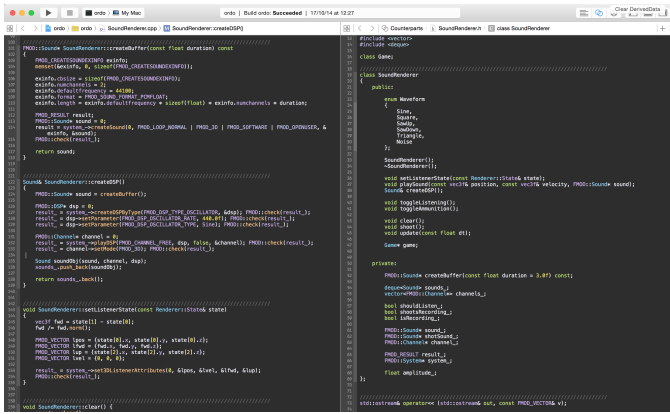 ordo
My Mac
ordo | Build ordo: Succeeded | 17/10/14 at 12:27
Clear DerivedData
ordo
ordo
SoundRenderer.cpp
SoundRenderer::createDSP()
Counterparts
SoundRenderer.h
class SoundRenderer
FMOD::Sound* SoundRenderer::createBuffer(const float duration) const
{
FMOD_CREATESOUNDEXINFO exinfo;
memset(&exinfo, 0, sizeof(FMOD_CREATESOUNDEXINFO));
exinfo.cbsize = sizeof(FMOD_CREATESOUNDEXINFO);
exinfo.numchannels = 2;
exinfo.defaultfrequency = 44100;
exinfo.format = FMOD_SOUND_FORMAT_PCMFLOAT;
exinfo.length = exinfo.defaultfrequency * sizeof(float) * exinfo.numchannels * duration;
FMOD_RESULT result;
FMOD::Sound* sound = 0;
result = system_->createSound(0, FMOD_LOOP_NORMAL | FMOD_3D | FMOD_SOFTWARE | FMOD_OPENUSER, &
exinfo, &sound);
FMOD::check(result_);
return sound;
}
Sound& SoundRenderer::createDSP()
{
FMOD::Sound* sound = createBuffer();
FMOD::DSP* dsp = 0;
result_ = system_->createDSPByType(FMOD_DSP_TYPE_OSCILLATOR, &dsp); FMOD::check(result_);
result_ = dsp->setParameter(FMOD_DSP_OSCILLATOR_RATE, 440.0f); FMOD::check(result_);
result_ = dsp->setParameter(FMOD_DSP_OSCILLATOR_TYPE, Sine); FMOD::check(result_);
FMOD::Channel* channel = 0;
result_ = system_->playDSP(FMOD_CHANNEL_FREE, dsp, false, &channel); FMOD::check(result_);
result_ = channel->setMode(FMOD_3D); FMOD::check(result_);
Sound soundObj(sound, channel, dsp);
sounds_.push_back(soundObj);
return sounds_.back();
}
void SoundRenderer::setListenerState(const Renderer::State& state)
{
vec3f fwd = state[1] - state[0];
fwd /= fwd.norm();
FMOD_VECTOR lpos = {state[0].x, state[0].y, state[0].z};
FMOD_VECTOR lfwd = {fwd.x, fwd.y, fwd.z};
FMOD_VECTOR lup = {state[2].x, state[2].y, state[2].z};
FMOD_VECTOR lvel = {0, 0, 0};
result_ = system_->set3DListenerAttributes(0, &lpos, &lvel, &lfwd, &lup);
FMOD::check(result_);
}
void SoundRenderer::clear() {
#include <vector>
#include <deque>
class Game;
class SoundRenderer
{
public:
enum Waveform
{
Sine,
Square,
SawUp,
SawDown,
Triangle,
Noise
};
SoundRenderer();
~SoundRenderer();
void setListenerState(const Renderer::State& state);
void playSound(const vec3f& position, const vec3f& velocity, FMOD::Sound* sound);
Sound& createDSP();
void toggleListening();
void toggleAmmunition();
void clear();
void shoot();
void update(const float dt);
Game* game;
private:
FMOD::Sound* createBuffer(const float duration = 3.0f) const;
deque<Sound> sounds_;
vector<FMOD::Channel*> channels_;
bool shouldListen_;
bool shootsRecording_;
bool isRecording_;
FMOD::Sound* sound_;
FMOD::Sound* shotSound_;
FMOD::Channel* channel_;
FMOD_RESULT result_;
FMOD::System* system_;
float amplitude_;
};
std::ostream& operator<< (std::ostream& out, const FMOD_VECTOR& v);